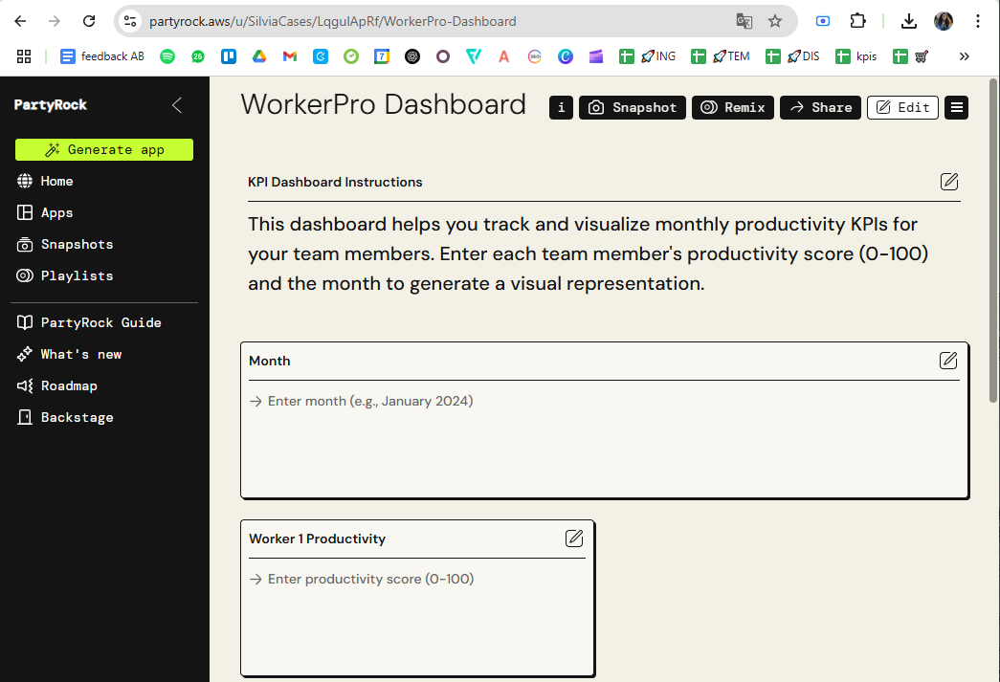 partyrock.aws/u/SilviaCases/LqgulApRf/WorkerPro-Dashboard
feedback AB
26
7
ING
TEM
DIS
kpis
PartyRock
Generate app
Home
Apps
Snapshots
Playlists
PartyRock Guide
What's new
Roadmap
Backstage
WorkerPro Dashboard
i
Snapshot
Remix
Share
Edit
KPI Dashboard Instructions
This dashboard helps you track and visualize monthly productivity KPIs for
your team members. Enter each team member's productivity score (0-100)
and the month to generate a visual representation.
Month
Enter month (e.g., January 2024)
Worker 1 Productivity
Enter productivity score (0-100)